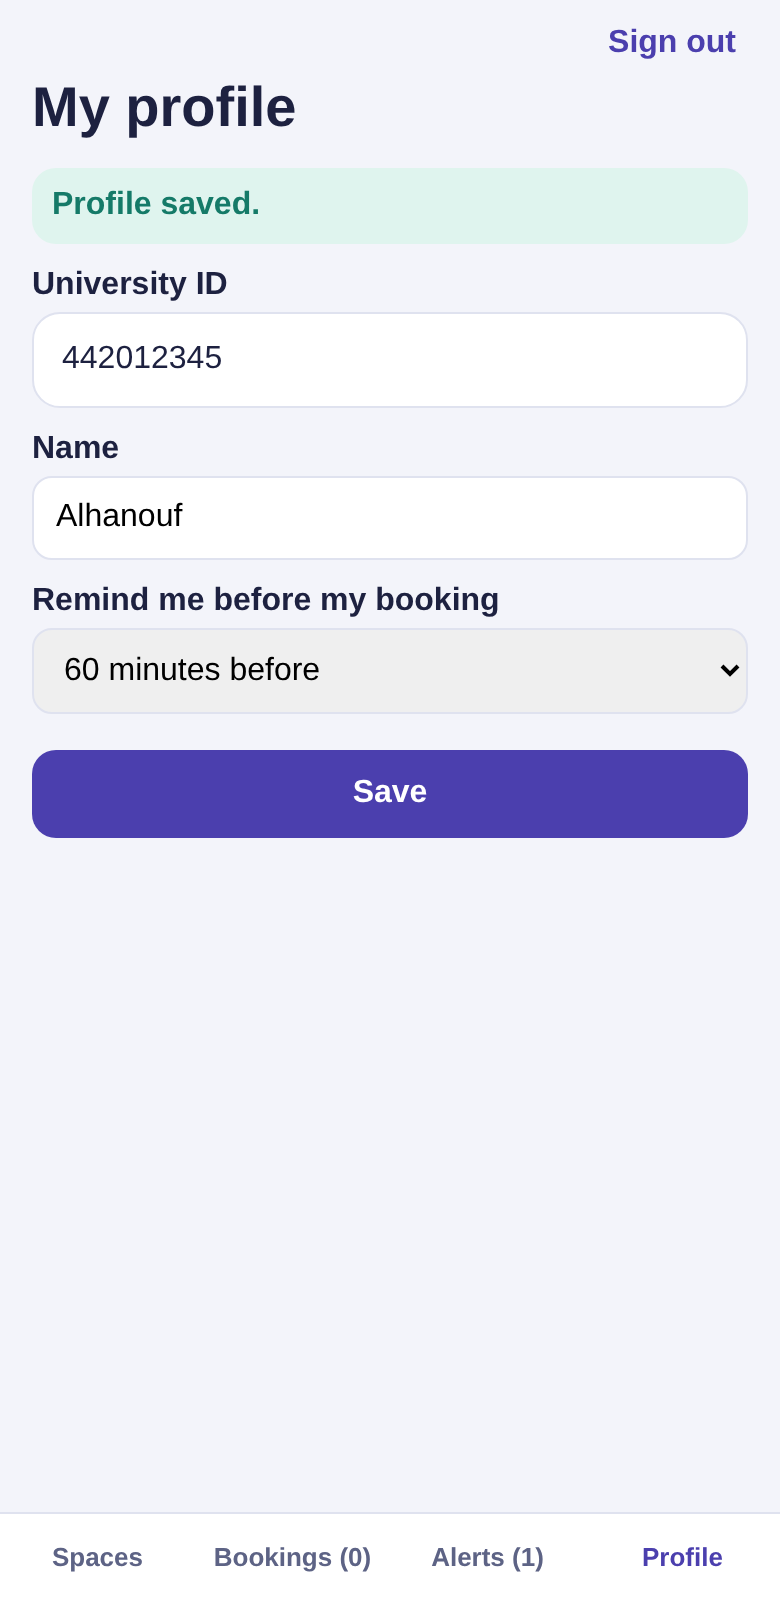 Sign out
My profile
Profile saved.
University ID
442012345
Name
Alhanouf
Remind me before my booking
60 minutes before
Save
Spaces Bookings (0) Alerts (1) Profile